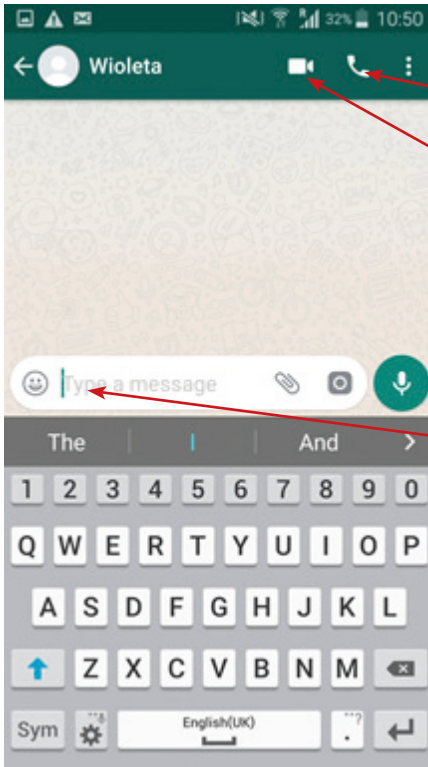 32% 10:50
Wioleta
Type a message
The I And
1 2 3 4 5 6 7 8 9 0
Q W E R T Y U I O P
A S D F G H J K L
Z X C V B N M
Sym English(UK) . ,,?